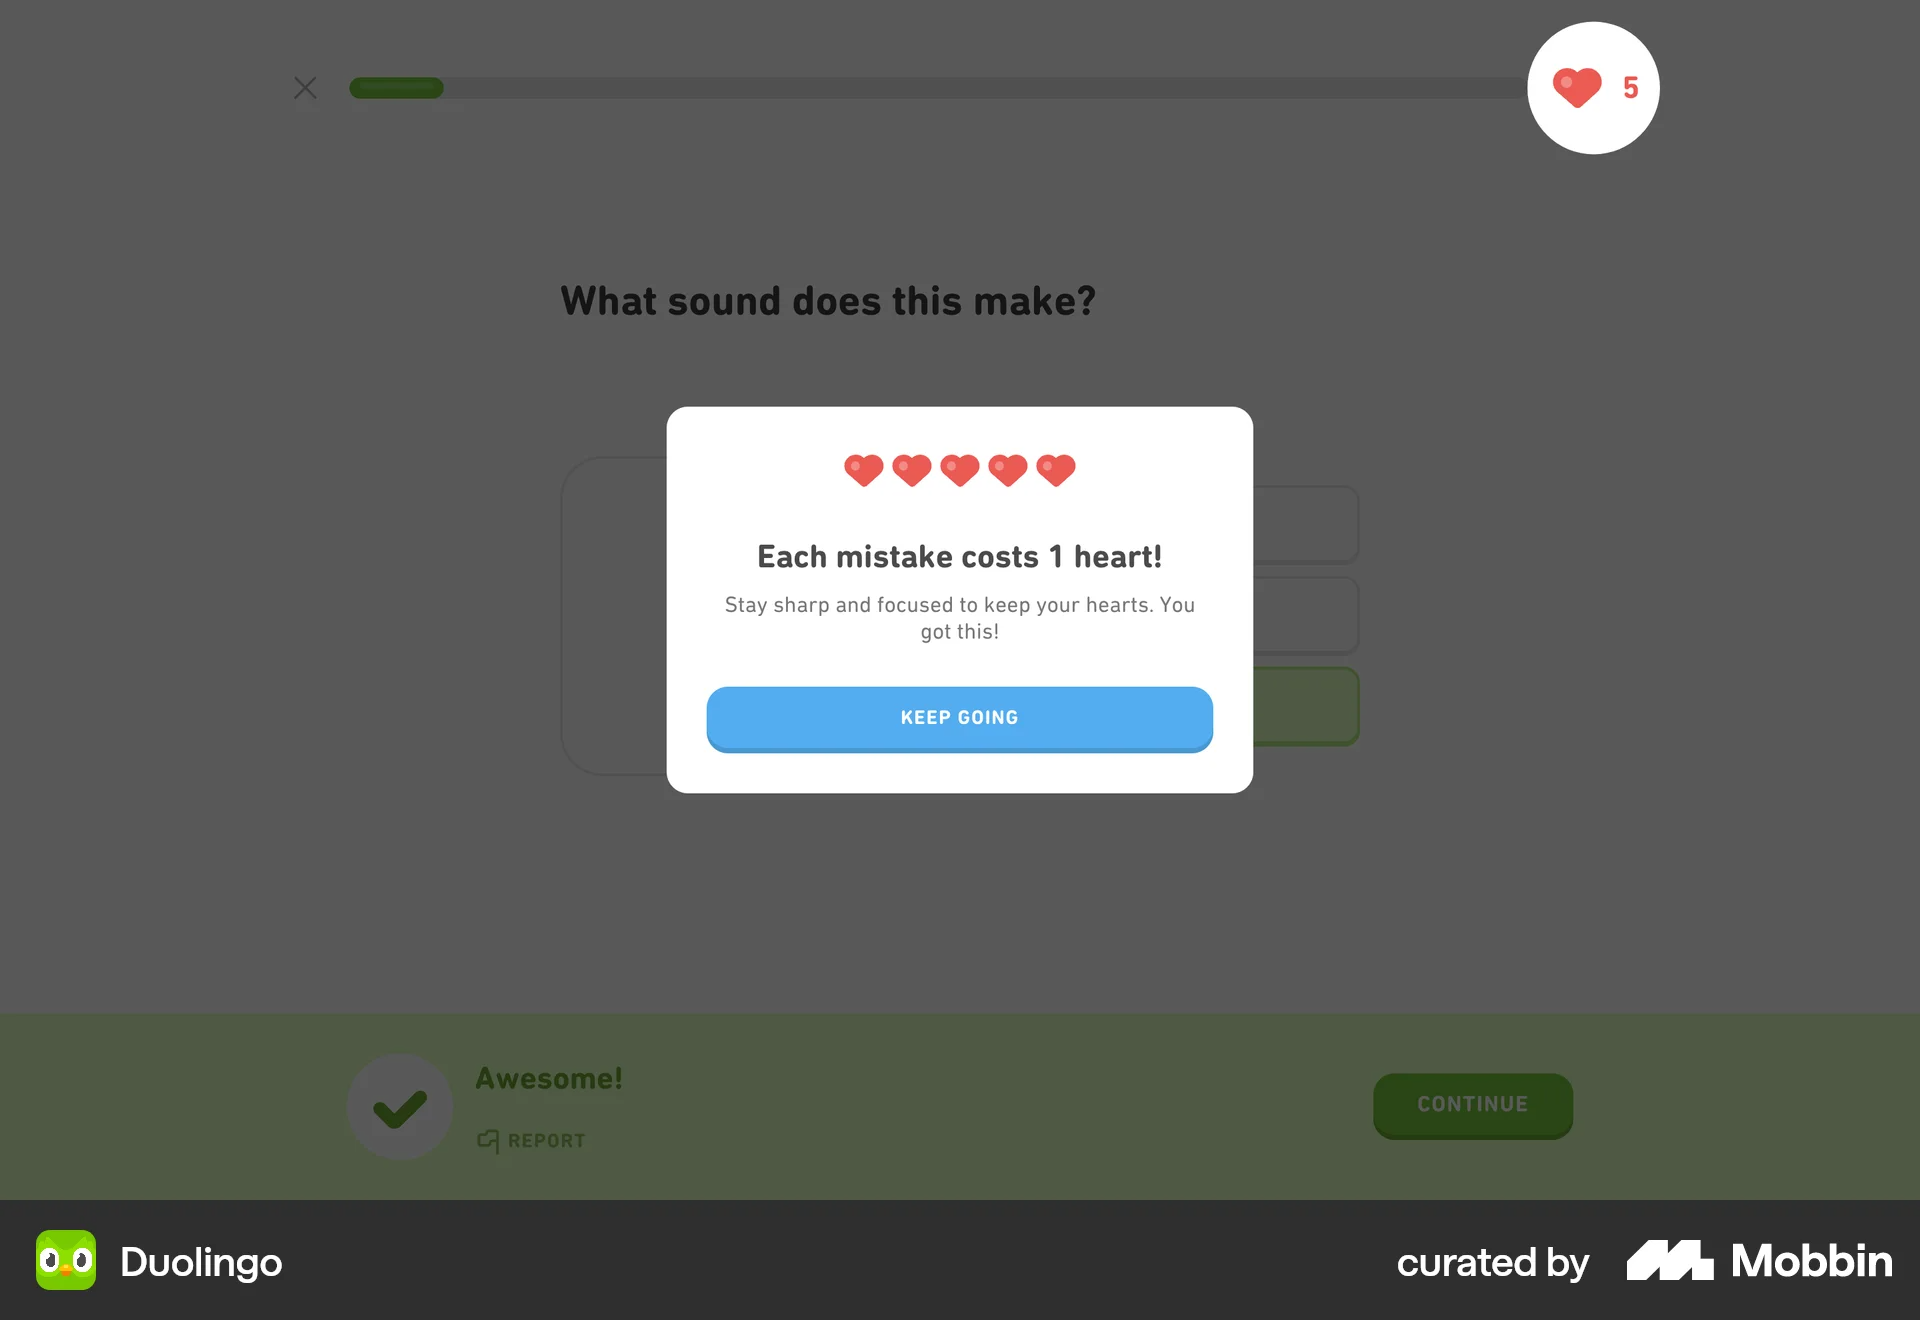 5
What sound does this make?
Each mistake costs 1 heart!
Stay sharp and focused to keep your hearts. You
got this!
KEEP GOING
Awesome!
REPORT
CONTINUE
Duolingo
curated by Mobbin